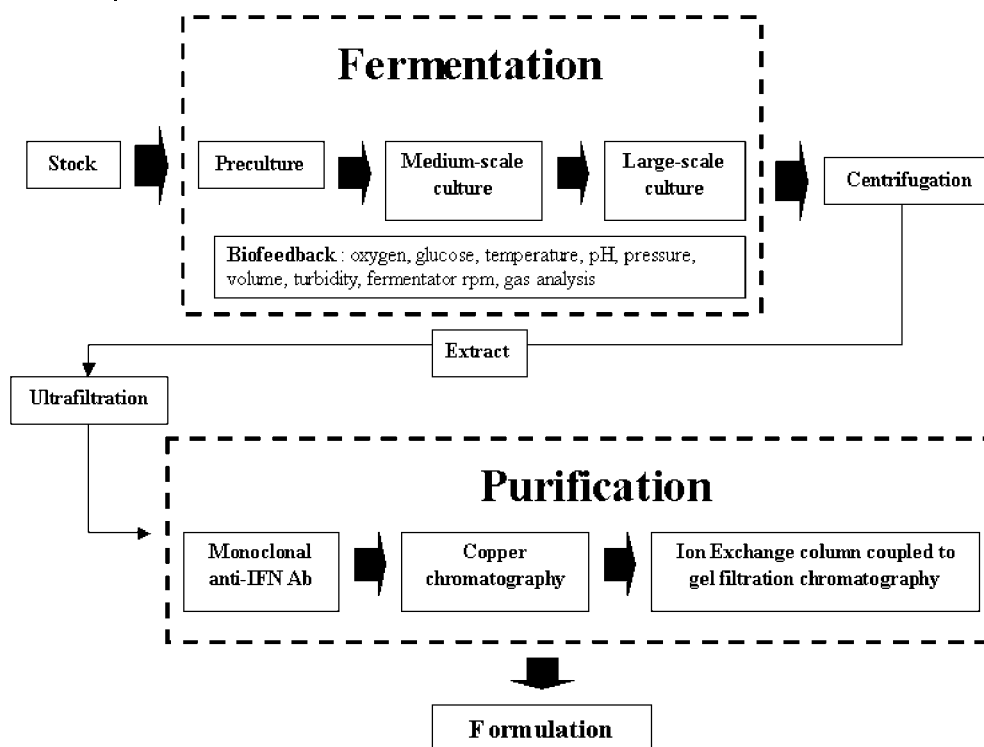 Fermentation
Stock
Preculture
Medium-scale
culture
Large-scale
culture
Centrifugation
Biofeedback : oxygen, glucose, temperature, pH, pressure,
volume, turbidity, fermentator rpm, gas analysis
Extract
Ultrafiltration
Purification
Monoclonal
anti-IFN Ab
Copper
chromatography
Ion Exchange column coupled to
gel filtration chromatography
Formulation